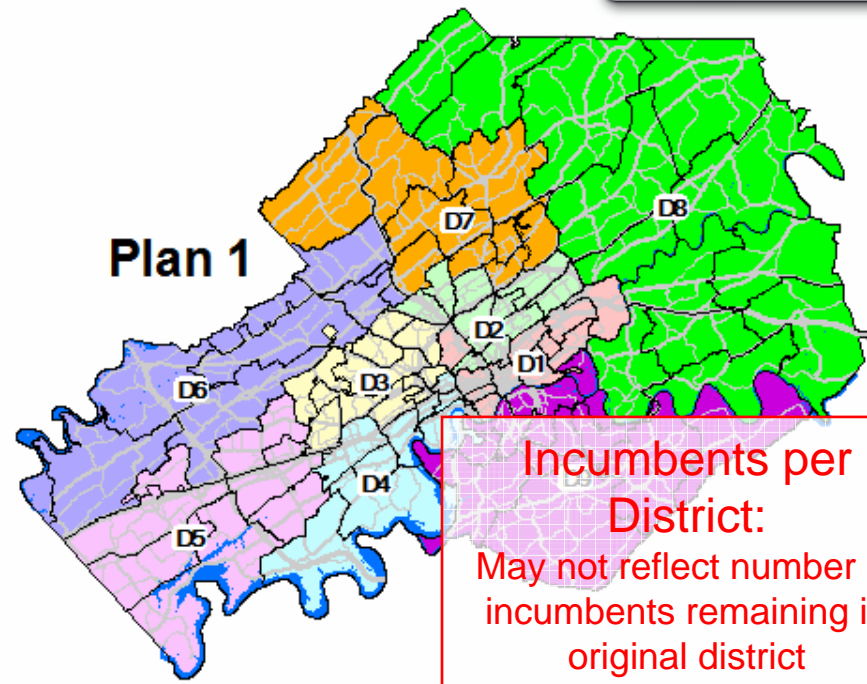 Plan 1
D7
D8
D2
D1
D3
D6
D4
D5
Incumbents per
District:
May not reflect number
incumbents remaining
original district